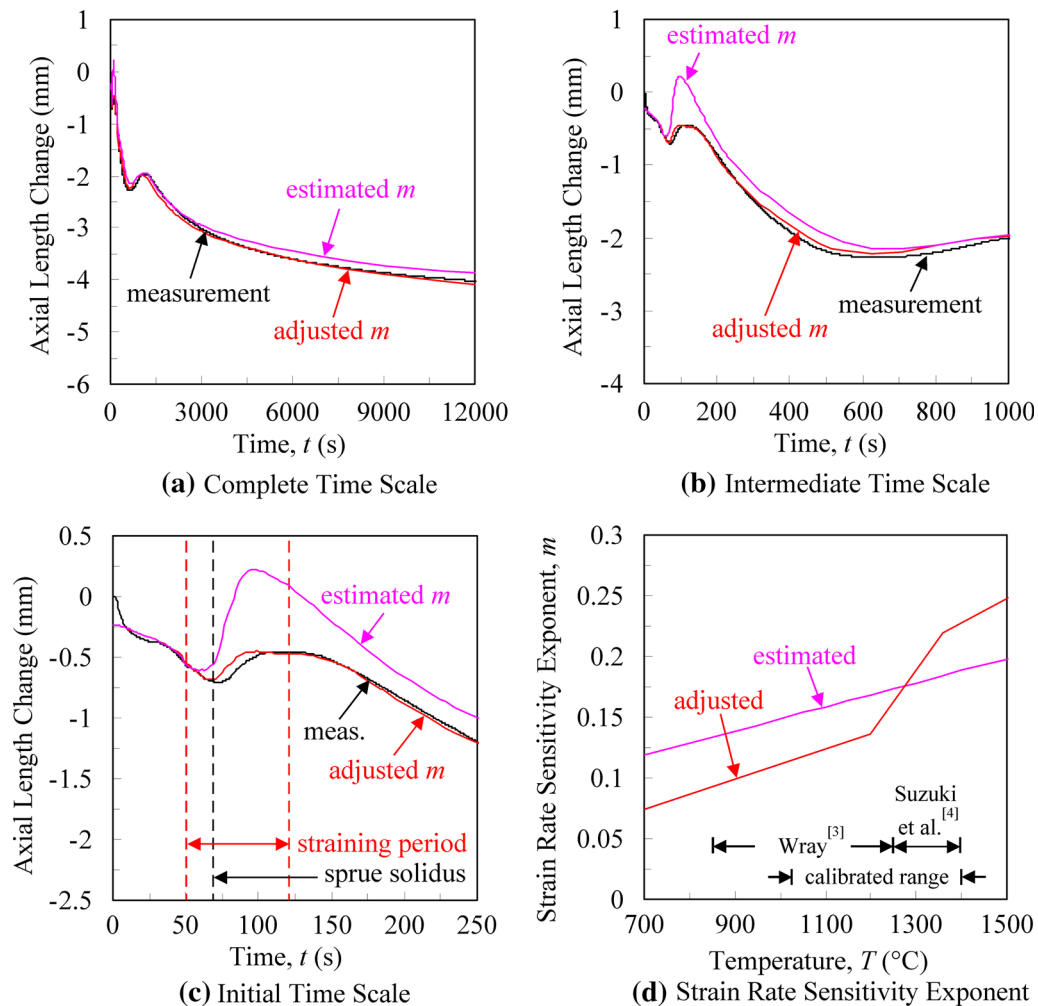 1
0
-1
-2
-3
-4
-5
-6
Axial Length Change (mm)
estimated m
measurement
adjusted m
0 3000 6000 9000 12000
Time, t (s)
(a) Complete Time Scale
1
0
-1
-2
-3
-4
Axial Length Change (mm)
estimated m
adjusted m
measurement
0 200 400 600 800 1000
Time, t (s)
(b) Intermediate Time Scale
0.5
0
-0.5
-1
-1.5
-2
-2.5
Axial Length Change (mm)
estimated m
meas.
adjusted m
straining period
sprue solidus
0 50 100 150 200 250
Time, t (s)
(c) Initial Time Scale
0.3
0.25
0.2
0.15
0.1
0.05
0
Strain Rate Sensitivity Exponent, m
estimated
adjusted
Suzuki
et al.[4]
Wray[3]
calibrated range
700 900 1100 1300 1500
Temperature, T (°C)
(d) Strain Rate Sensitivity Exponent